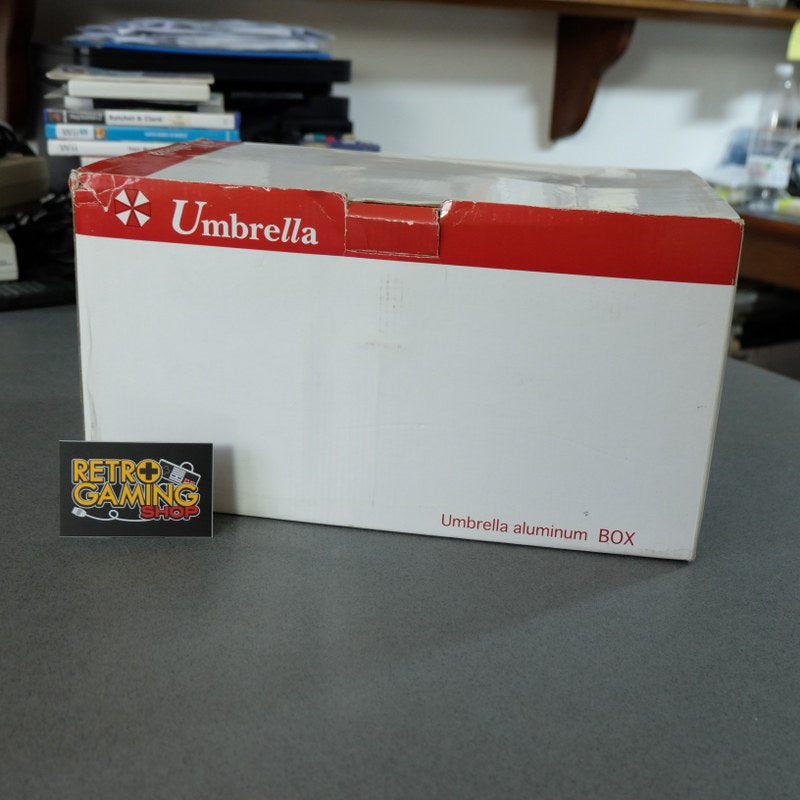 Ratchet & Clank
Umbrella
RETRO
GAMING
SHOP
Umbrella aluminum BOX